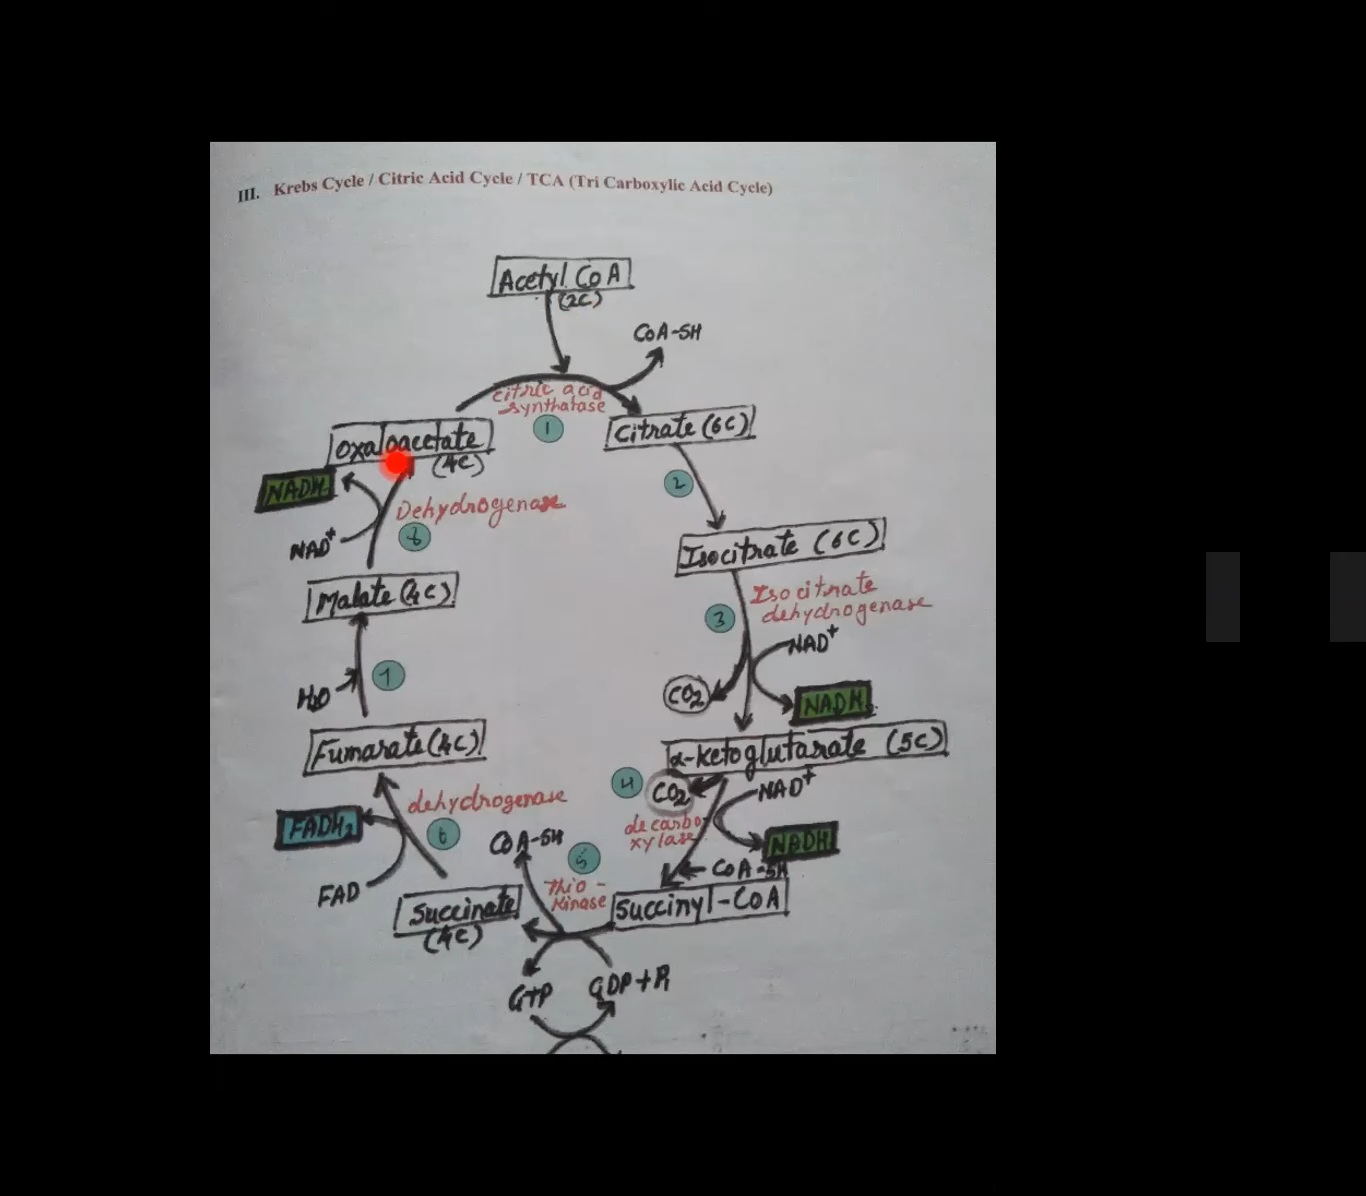 III. Krebs Cycle / Citric Acid Cycle / TCA (Tri Carboxylic Acid Cycle)
Acetyl CoA
(2C)
CoA-SH
citric acid
synthatase
1
Oxaloacetate
(4C)
Citrate (6C)
NADH
2
Dehydrogenase
NAD+
8
Isocitrate (6C)
Malate (4C)
Isocitrate
dehydrogenase
3
NAD+
H2O
7
CO2
NADH
Fumarate (4C)
α-ketoglutarate (5C)
4
CO2
NAD+
dehydrogenase
FADH2
6
CoA-SH
decarbo
xylase
NADH
5
CoA-SH
FAD
Thio-
Kinase
Succinyl-CoA
Succinate
(4C)
GTP
GDP+Pi